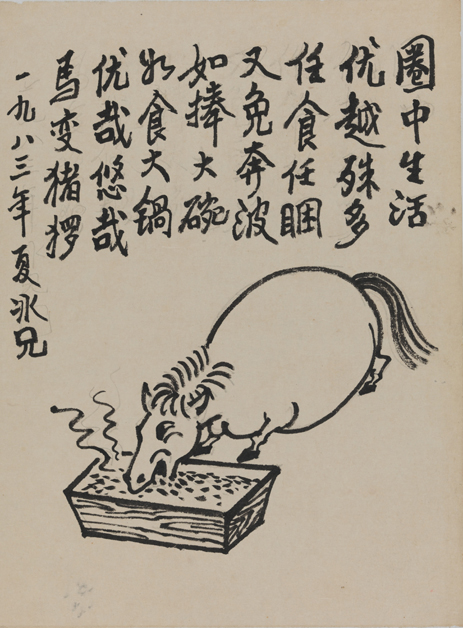 圈中生活
优越殊多
任食任睏
又免奔波
如捧大碗
如食大鍋
优哉悠哉
馬变猪猡
一九八三年夏冰兄